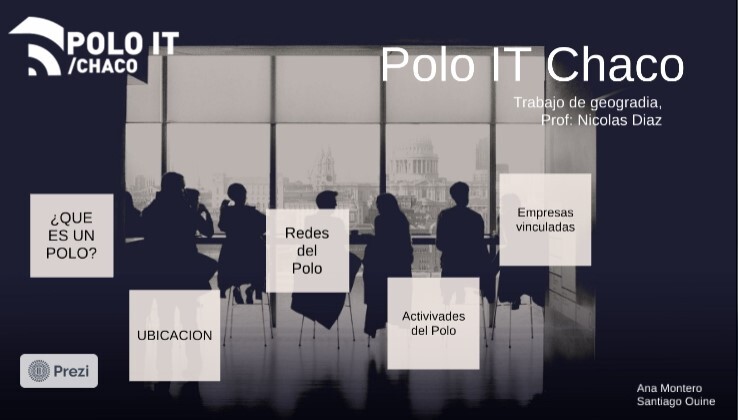 POLO IT
/CHACO
Polo IT Chaco
Trabajo de geogradia,
Prof: Nicolas Diaz
¿QUE
ES UN
POLO?
Redes
del
Polo
Empresas
vinculadas
UBICACION
Activivades
del Polo
Prezi
Ana Montero
Santiago Ouine